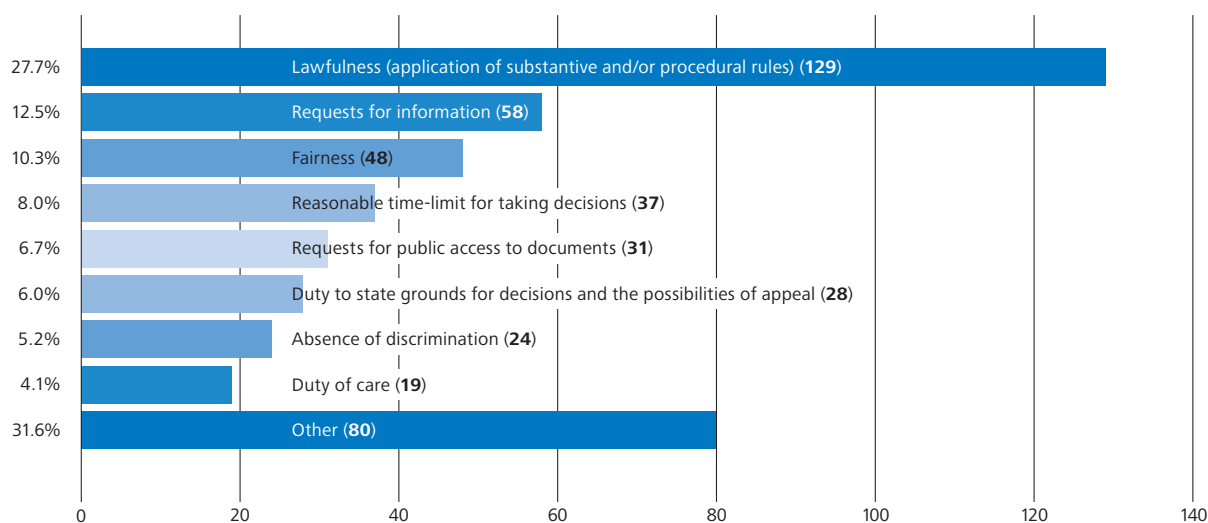 27.7% Lawfulness (application of substantive and/or procedural rules) (129)
12.5% Requests for information (58)
10.3% Fairness (48)
8.0% Reasonable time-limit for taking decisions (37)
6.7% Requests for public access to documents (31)
6.0% Duty to state grounds for decisions and the possibilities of appeal (28)
5.2% Absence of discrimination (24)
4.1% Duty of care (19)
31.6% Other (80)
0 20 40 60 80 100 120 140